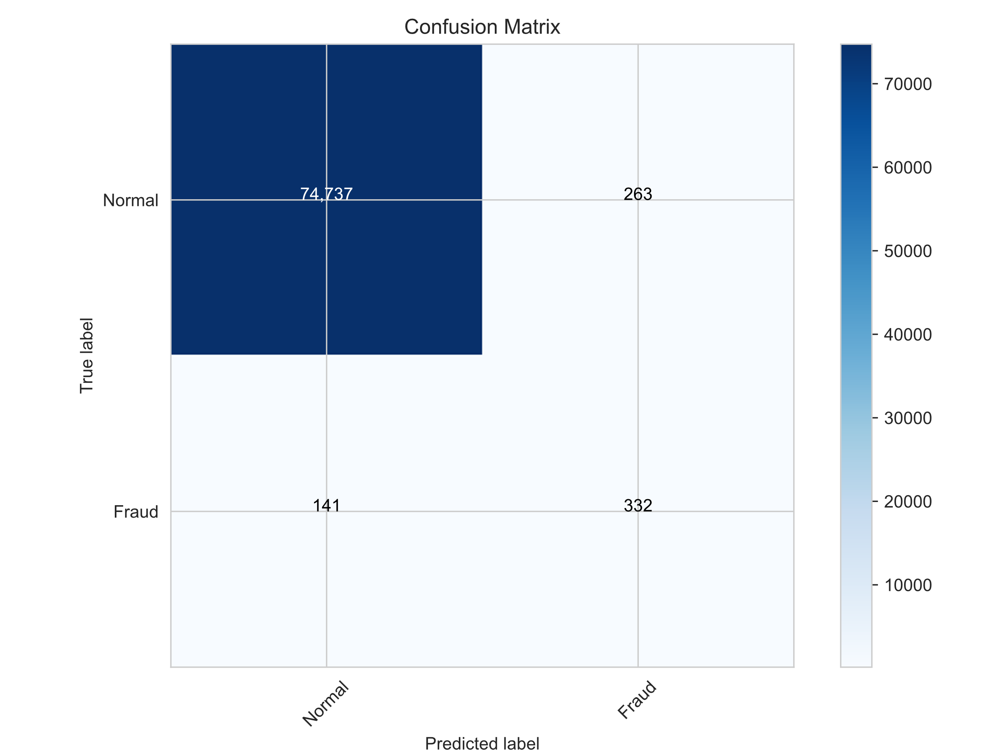 Confusion Matrix
70000
60000
50000
40000
30000
20000
10000
Normal
74,737
263
True label
Fraud
141
332
Normal
Fraud
Predicted label